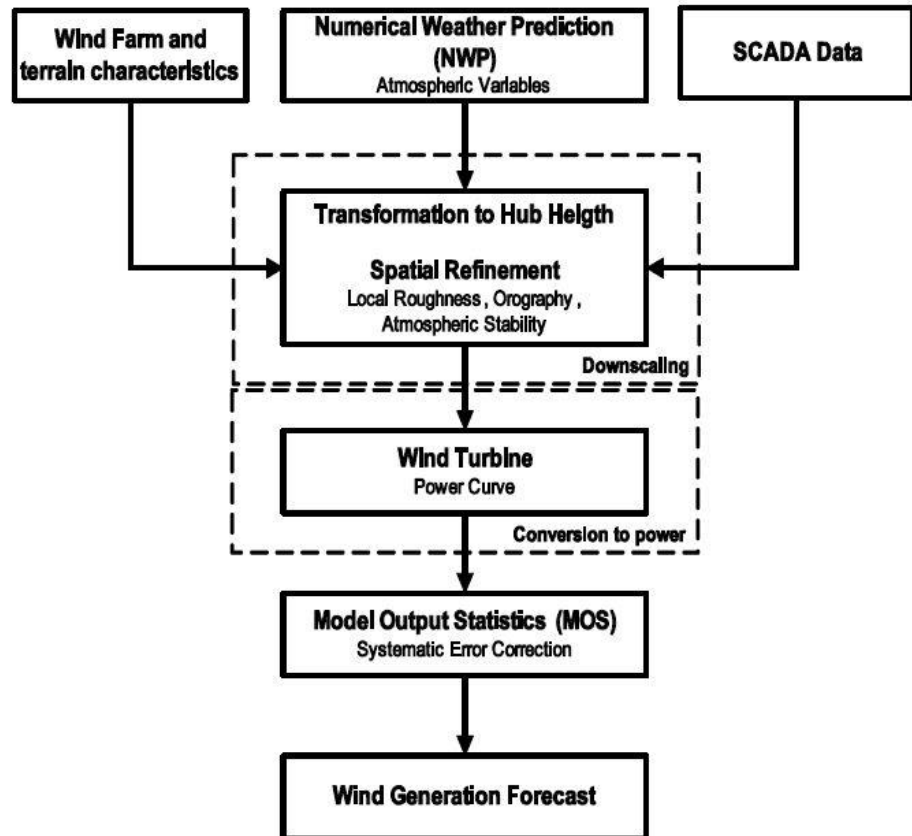 Wind Farm and
terrain characteristics
Numerical Weather Prediction
(NWP)
Atmospheric Variables
SCADA Data
Transformation to Hub Helgth
Spatial Refinement
Local Roughness , Orography ,
Atmospheric Stability
Downscaling
Wind Turbine
Power Curve
Conversion to power
Model Output Statistics (MOS)
Systematic Error Correction
Wind Generation Forecast